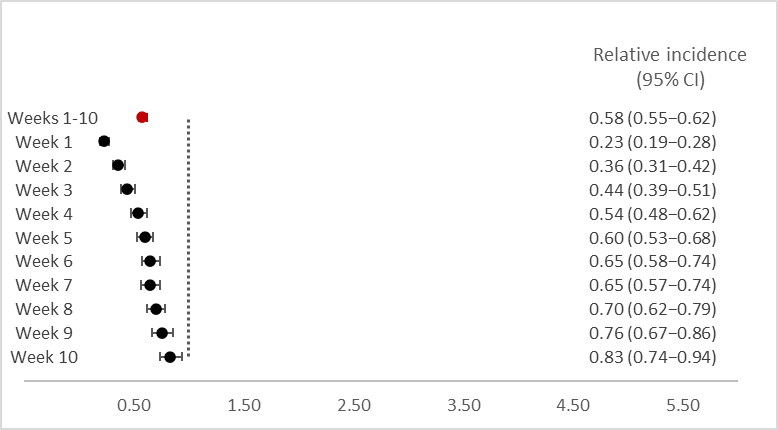 Relative incidence
(95% CI)
Weeks 1-10 0.58 (0.55–0.62)
Week 1 0.23 (0.19–0.28)
Week 2 0.36 (0.31–0.42)
Week 3 0.44 (0.39–0.51)
Week 4 0.54 (0.48–0.62)
Week 5 0.60 (0.53–0.68)
Week 6 0.65 (0.58–0.74)
Week 7 0.65 (0.57–0.74)
Week 8 0.70 (0.62–0.79)
Week 9 0.76 (0.67–0.86)
Week 10 0.83 (0.74–0.94)
0.50 1.50 2.50 3.50 4.50 5.50